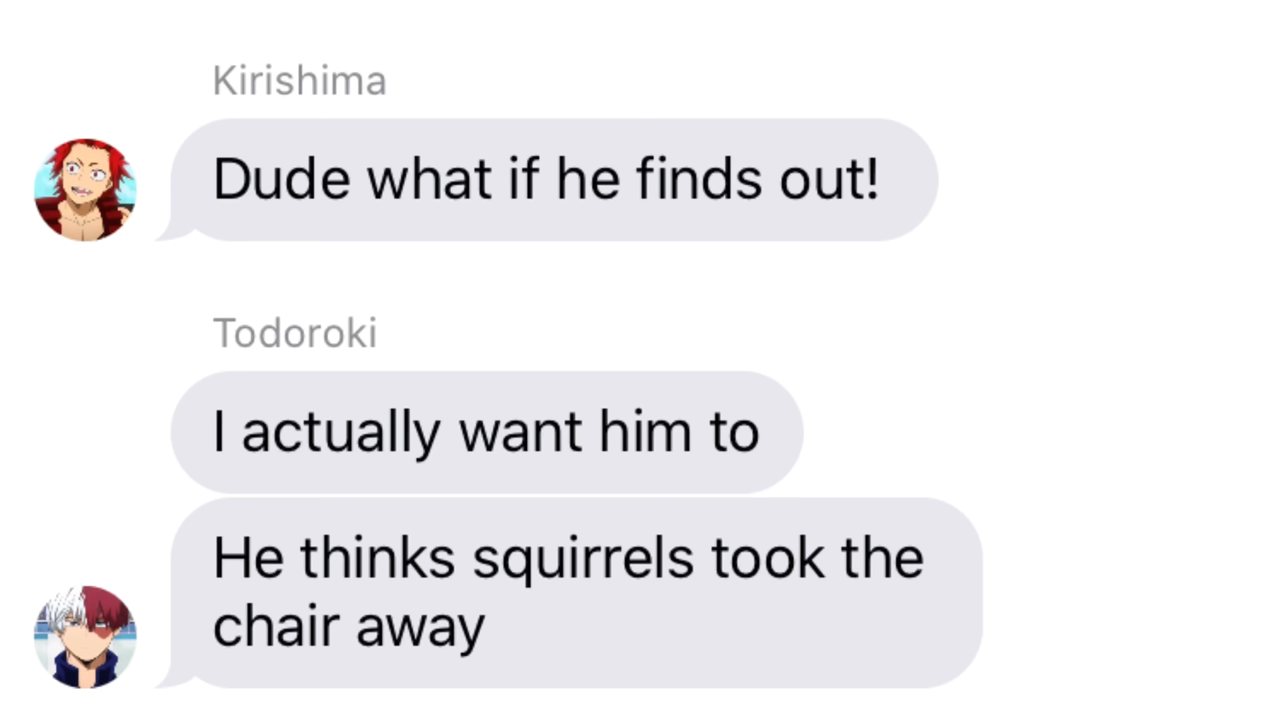 Kirishima
Dude what if he finds out!
Todoroki
I actually want him to
He thinks squirrels took the
chair away